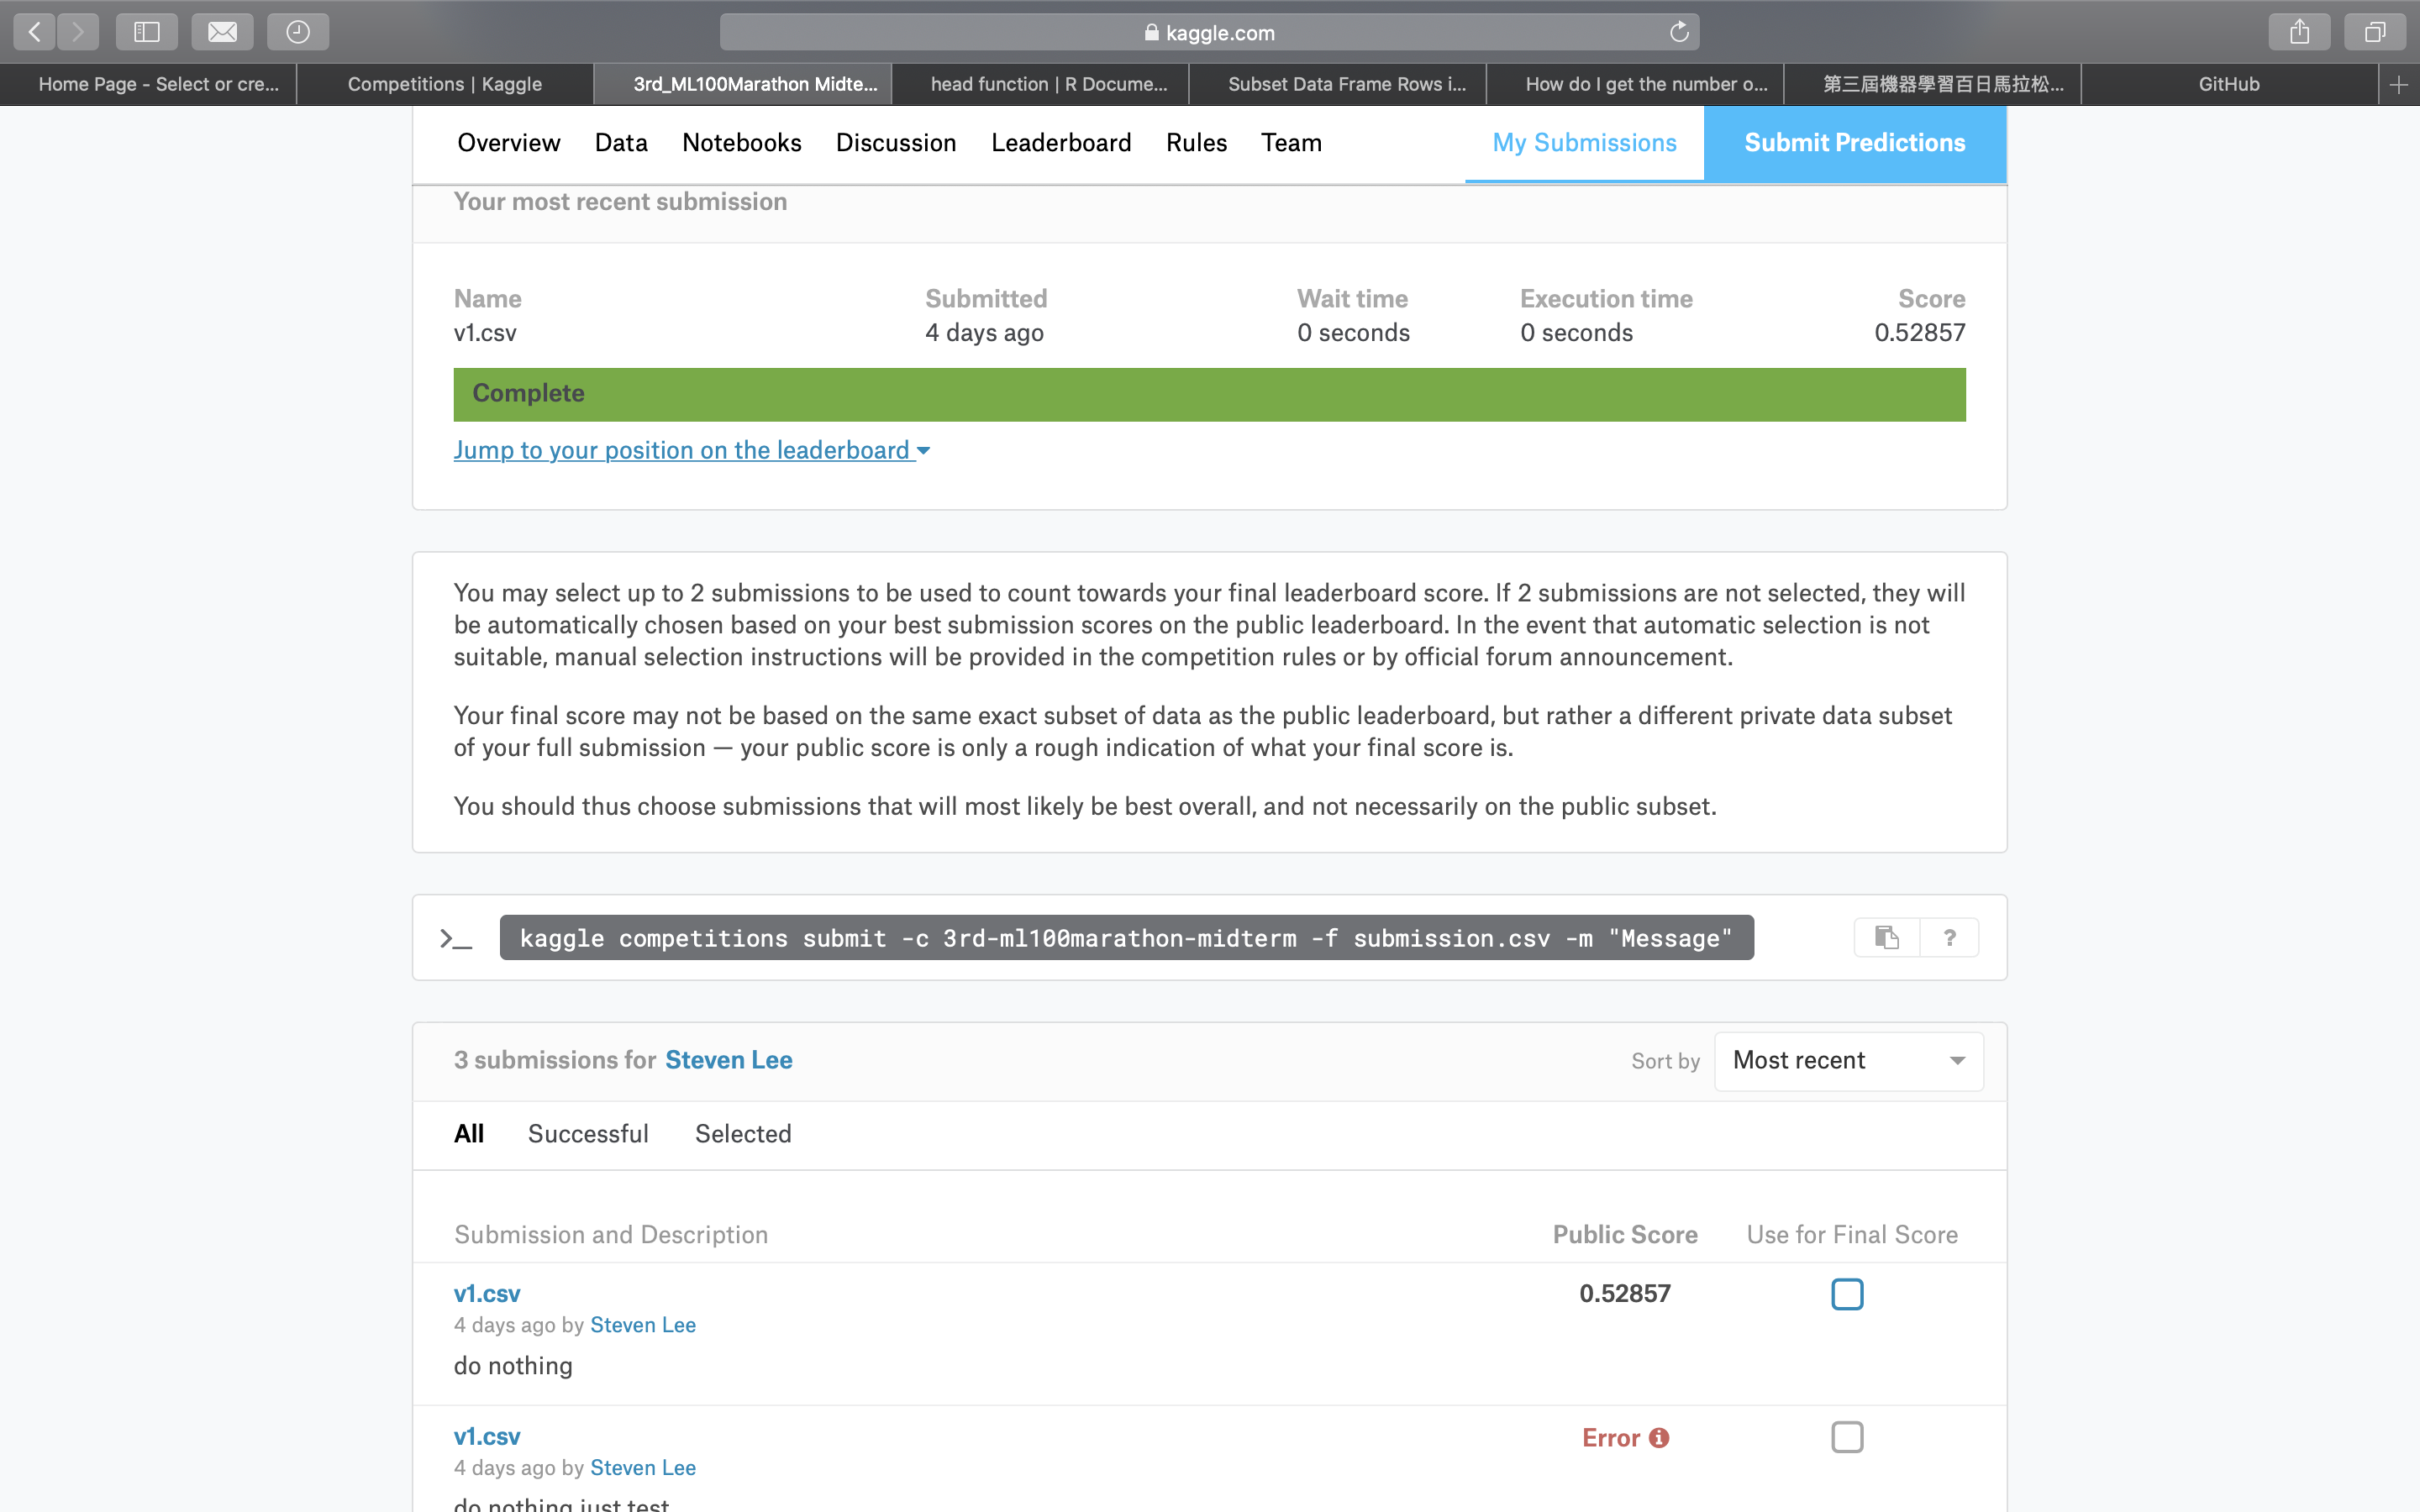 kaggle.com
Home Page - Select or cre...
Competitions | Kaggle
3rd_ML100Marathon Midte...
head function | R Docume...
Subset Data Frame Rows i...
How do I get the number o...
第三屆機器學習百日馬拉松...
GitHub
Overview Data Notebooks Discussion Leaderboard Rules Team My Submissions Submit Predictions
Your most recent submission
Name Submitted Wait time Execution time Score
v1.csv 4 days ago 0 seconds 0 seconds 0.52857
Complete
Jump to your position on the leaderboard
You may select up to 2 submissions to be used to count towards your final leaderboard score. If 2 submissions are not selected, they will
be automatically chosen based on your best submission scores on the public leaderboard. In the event that automatic selection is not
suitable, manual selection instructions will be provided in the competition rules or by official forum announcement.
Your final score may not be based on the same exact subset of data as the public leaderboard, but rather a different private data subset
of your full submission — your public score is only a rough indication of what your final score is.
You should thus choose submissions that will most likely be best overall, and not necessarily on the public subset.
>_ kaggle competitions submit -c 3rd-ml100marathon-midterm -f submission.csv -m "Message" ?
3 submissions for Steven Lee Sort by Most recent
All Successful Selected
Submission and Description Public Score Use for Final Score
v1.csv 0.52857
4 days ago by Steven Lee
do nothing
v1.csv Error
4 days ago by Steven Lee
do nothing just test